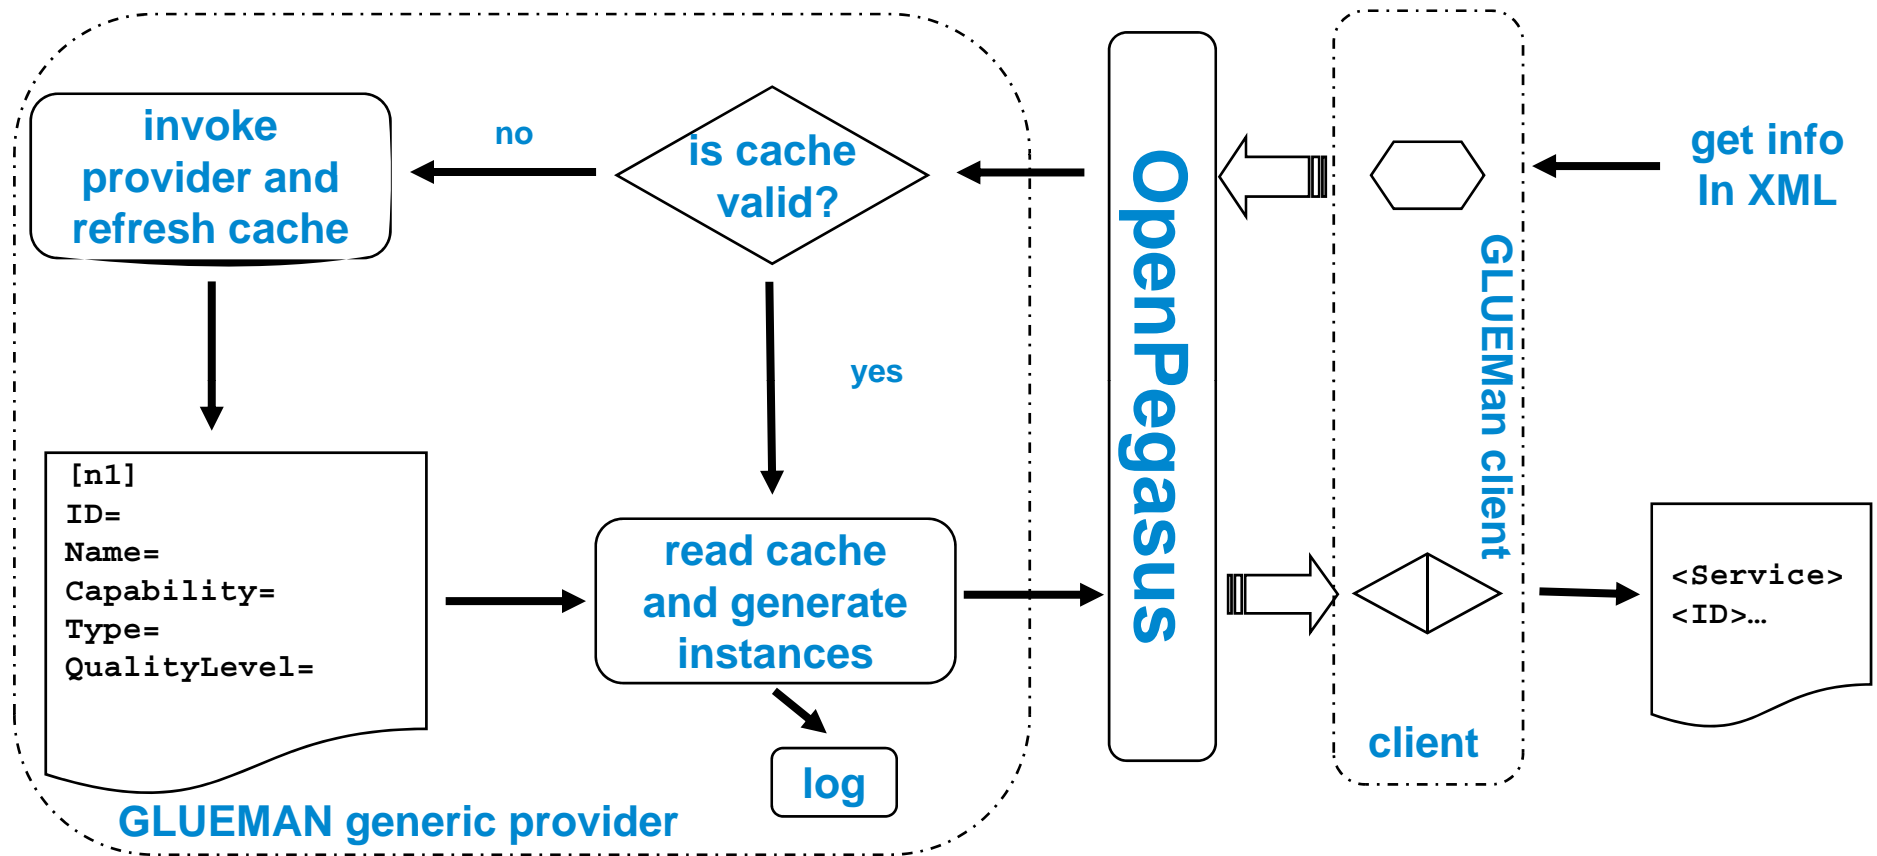 invoke
provider and
refresh cache
no
is cache
valid?
yes
OpenPegasus
get info
In XML
GLUEMan client
[n1]
ID=
Name=
Capability=
Type=
QualityLevel=
read cache
and generate
instances
log
client
<Service>
<ID>…
GLUEMAN generic provider